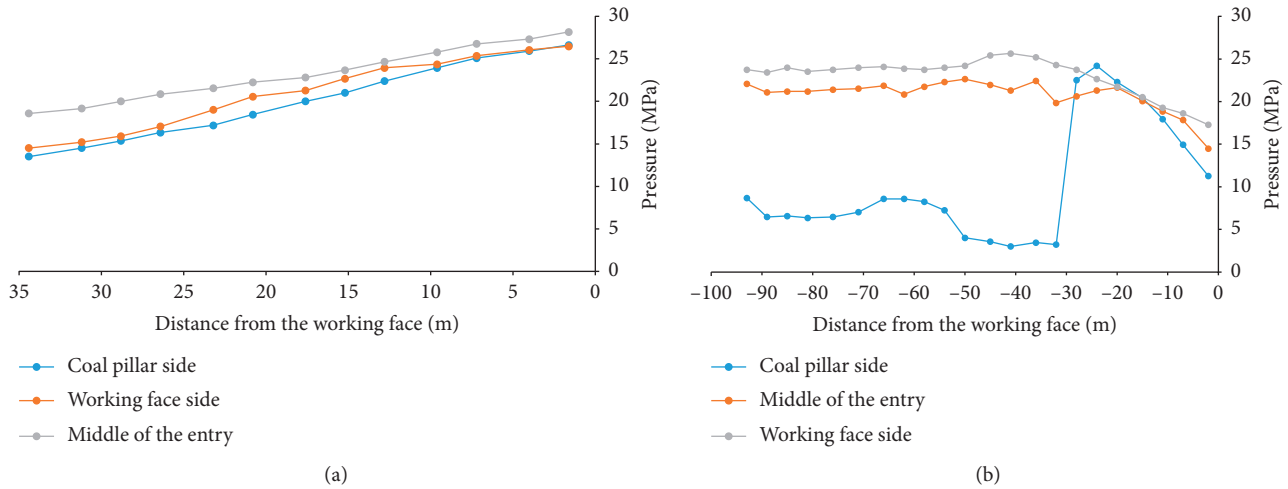 30
25
20
15
10
5
0
Pressure (MPa)
35 30 25 20 15 10 5 0
Distance from the working face (m)
Coal pillar side
Working face side
Middle of the entry
(a)
30
25
20
15
10
5
0
Pressure (MPa)
–100 –90 –80 –70 –60 –50 –40 –30 –20 –10 0
Distance from the working face (m)
Coal pillar side
Middle of the entry
Working face side
(b)